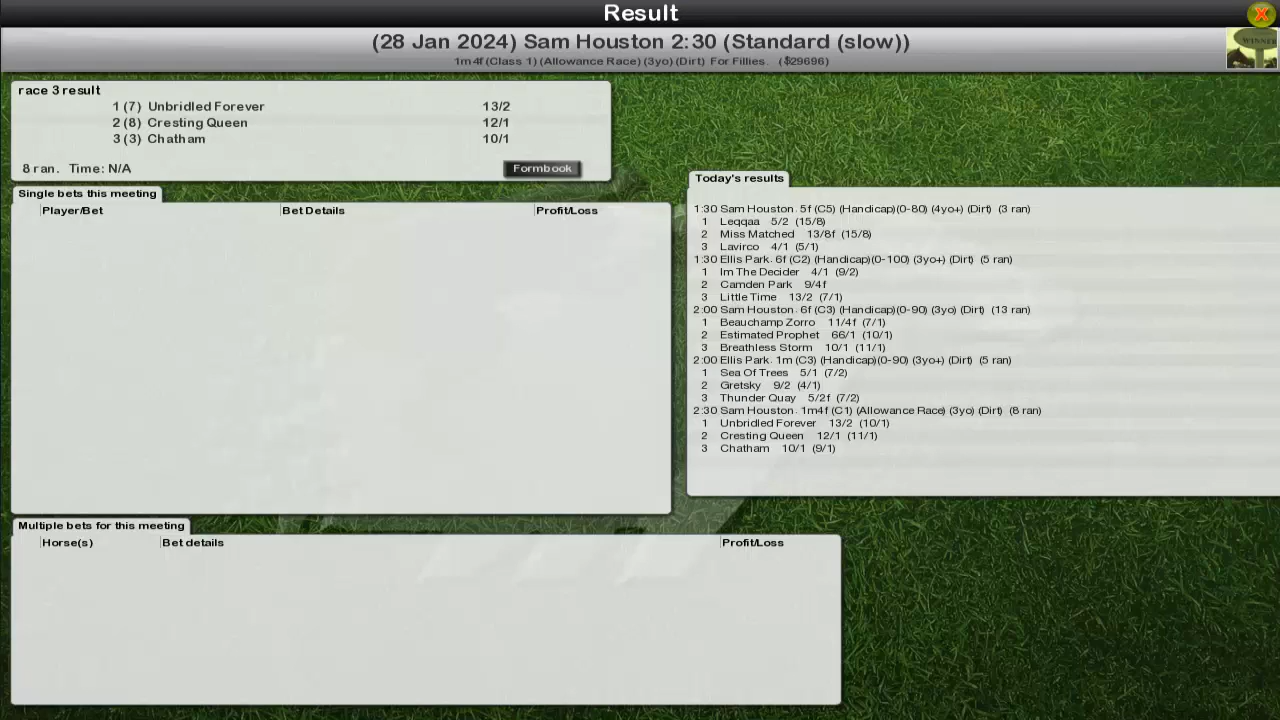 Result
(28 Jan 2024) Sam Houston 2:30 (Standard (slow))
1m4f (Class 1) (Allowance Race) (3yo) (Dirt) For Fillies. ($29696)
WINNER
race 3 result
1 (7) Unbridled Forever 13/2
2 (8) Cresting Queen 12/1
3 (3) Chatham 10/1
8 ran. Time: N/A
Formbook
Single bets this meeting
Player/Bet Bet Details Profit/Loss
Today's results
1:30 Sam Houston. 5f (C5) (Handicap)(0-80) (4yo+) (Dirt) (3 ran)
1 Leqqaa 5/2 (15/8)
2 Miss Matched 13/8f (15/8)
3 Lavirco 4/1 (5/1)
1:30 Ellis Park. 6f (C2) (Handicap)(0-100) (3yo+) (Dirt) (5 ran)
1 Im The Decider 4/1 (9/2)
2 Camden Park 9/4f
3 Little Time 13/2 (7/1)
2:00 Sam Houston. 6f (C3) (Handicap)(0-90) (3yo) (Dirt) (13 ran)
1 Beauchamp Zorro 11/4f (7/1)
2 Estimated Prophet 66/1 (10/1)
3 Breathless Storm 10/1 (11/1)
2:00 Ellis Park. 1m (C3) (Handicap)(0-90) (3yo+) (Dirt) (5 ran)
1 Sea Of Trees 5/1 (7/2)
2 Gretsky 9/2 (4/1)
3 Thunder Quay 5/2f (7/2)
2:30 Sam Houston. 1m4f (C1) (Allowance Race) (3yo) (Dirt) (8 ran)
1 Unbridled Forever 13/2 (10/1)
2 Cresting Queen 12/1 (11/1)
3 Chatham 10/1 (9/1)
Multiple bets for this meeting
Horse(s) Bet details Profit/Loss